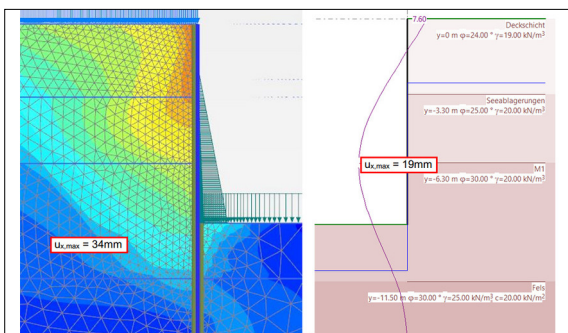 7.60
Deckschicht
y=0 m φ=24.00 ° γ=19.00 kN/m³
Seeablagerungen
y=-3.30 m φ=25.00 ° γ=20.00 kN/m³
uₓ,ₘₐₓ = 19mm
M1
y=-6.30 m φ=30.00 ° γ=20.00 kN/m³
uₓ,ₘₐₓ = 34mm
Fels
y=-11.50 m φ=30.00 ° γ=25.00 kN/m³ c=20.00 kN/m²